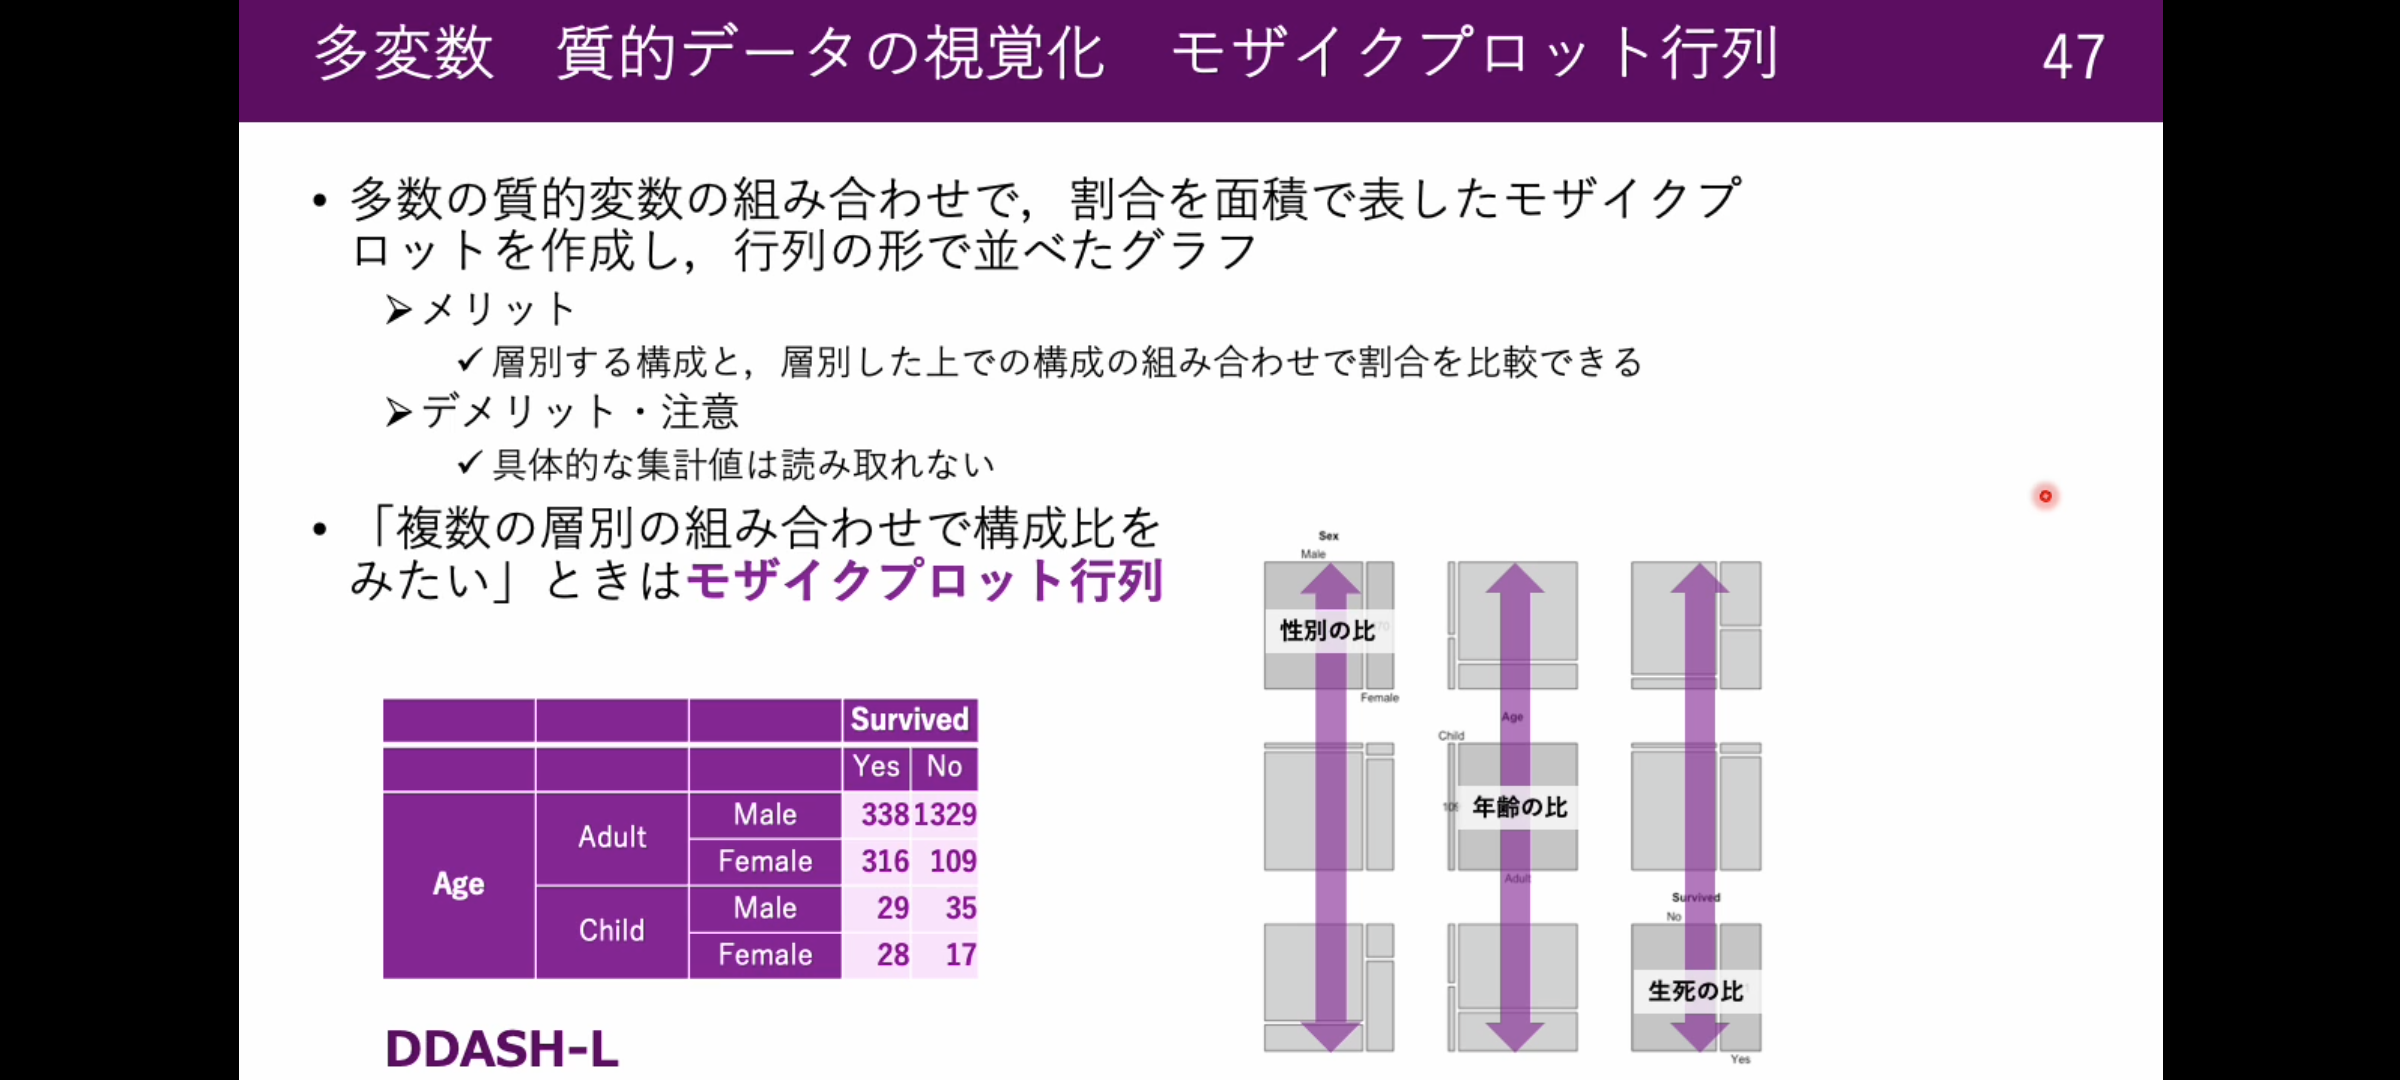 多変数　質的データの視覚化　モザイクプロット行列　47
• 多数の質的変数の組み合わせで，割合を面積で表したモザイクプ
ロットを作成し，行列の形で並べたグラフ
➢メリット
✓層別する構成と，層別した上での構成の組み合わせで割合を比較できる
➢デメリット・注意
✓具体的な集計値は読み取れない
• 「複数の層別の組み合わせで構成比を
みたい」ときはモザイクプロット行列
Survived
Yes No
Age Adult Male 338 1329
Female 316 109
Child Male 29 35
Female 28 17
DDASH-L
Sex
Male
性別の比
Female
Age
Child
年齢の比
Adult
Survived
No
生死の比
Yes